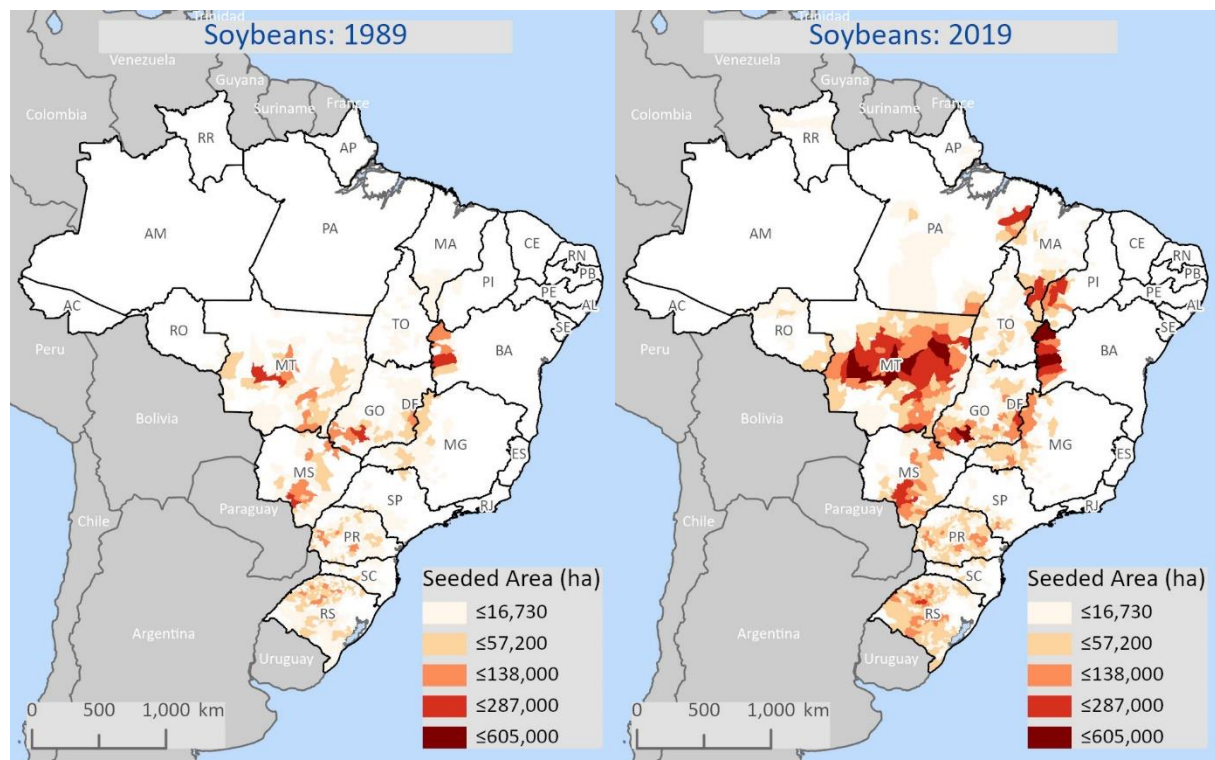 Trinidad
Soybeans: 1989
Venezuela
Guyana
Colombia
Suriname
France
RR
AP
AM
PA
MA
CE
RN
PB
PI
PE
AC
AL
TO
SE
RO
BA
Peru
MT
Bolivia
GO
DF
MG
MS
ES
SP
RJ
Paraguay
Chile
PR
SC
Seeded Area (ha)
RS
≤16,730
Argentina
≤57,200
Uruguay
≤138,000
0 500 1,000 km
≤287,000
≤605,000
Trinidad
Soybeans: 2019
Venezuela
Guyana
Colombia
Suriname
France
RR
AP
AM
PA
MA
CE
RN
PB
PI
PE
AC
AL
TO
SE
RO
BA
Peru
MT
Bolivia
GO
DF
MG
MS
ES
SP
RJ
Paraguay
Chile
PR
SC
Seeded Area (ha)
RS
≤16,730
Argentina
≤57,200
Uruguay
≤138,000
0 500 1,000 km
≤287,000
≤605,000